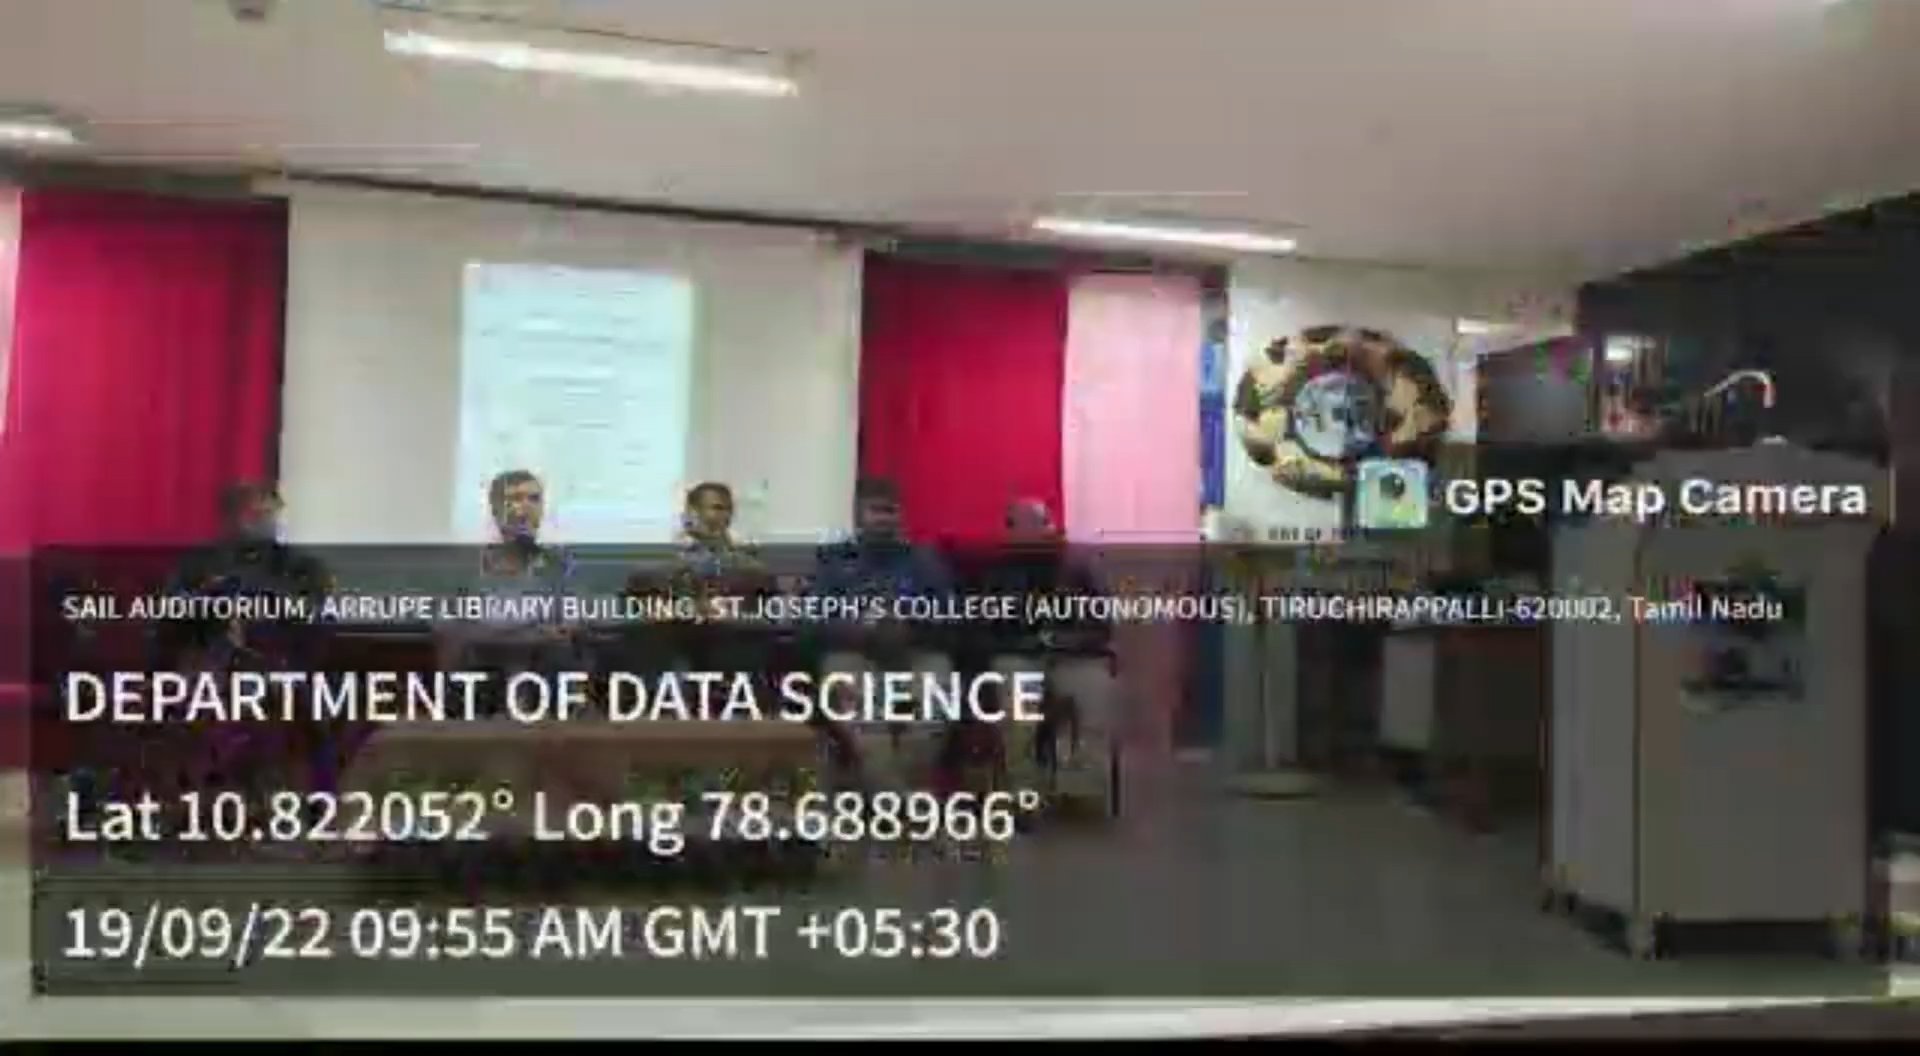 GPS Map Camera
SAIL AUDITORIUM, ARRUPE LIBRARY BUILDING, ST.JOSEPH'S COLLEGE (AUTONOMOUS), TIRUCHIRAPPALLI-620002, Tamil Nadu
DEPARTMENT OF DATA SCIENCE
Lat 10.822052° Long 78.688966°
19/09/22 09:55 AM GMT +05:30